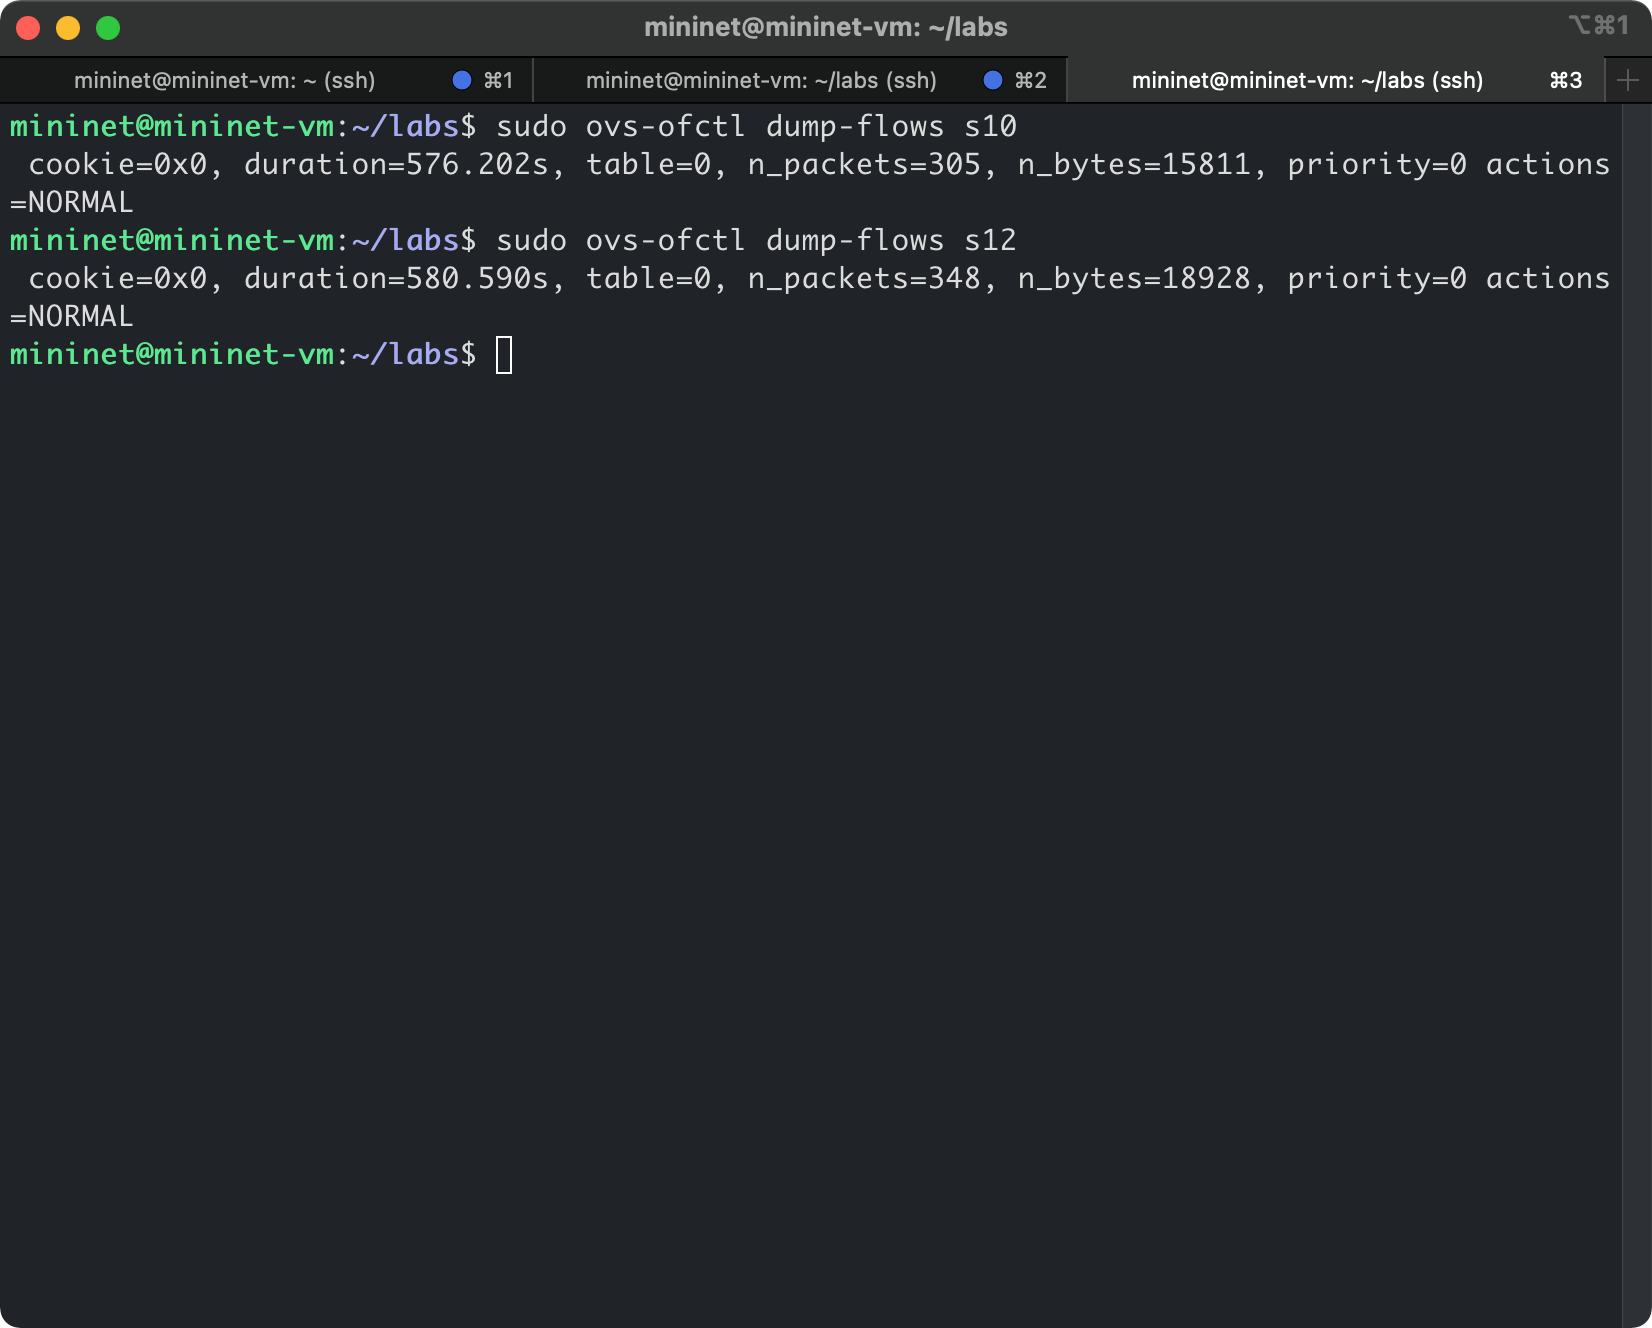 mininet@mininet-vm: ~/labs
⌥⌘1
mininet@mininet-vm: ~ (ssh) ⌘1
mininet@mininet-vm: ~/labs (ssh) ⌘2
mininet@mininet-vm: ~/labs (ssh) ⌘3
mininet@mininet-vm:~/labs$ sudo ovs-ofctl dump-flows s10
 cookie=0x0, duration=576.202s, table=0, n_packets=305, n_bytes=15811, priority=0 actions
=NORMAL
mininet@mininet-vm:~/labs$ sudo ovs-ofctl dump-flows s12
 cookie=0x0, duration=580.590s, table=0, n_packets=348, n_bytes=18928, priority=0 actions
=NORMAL
mininet@mininet-vm:~/labs$